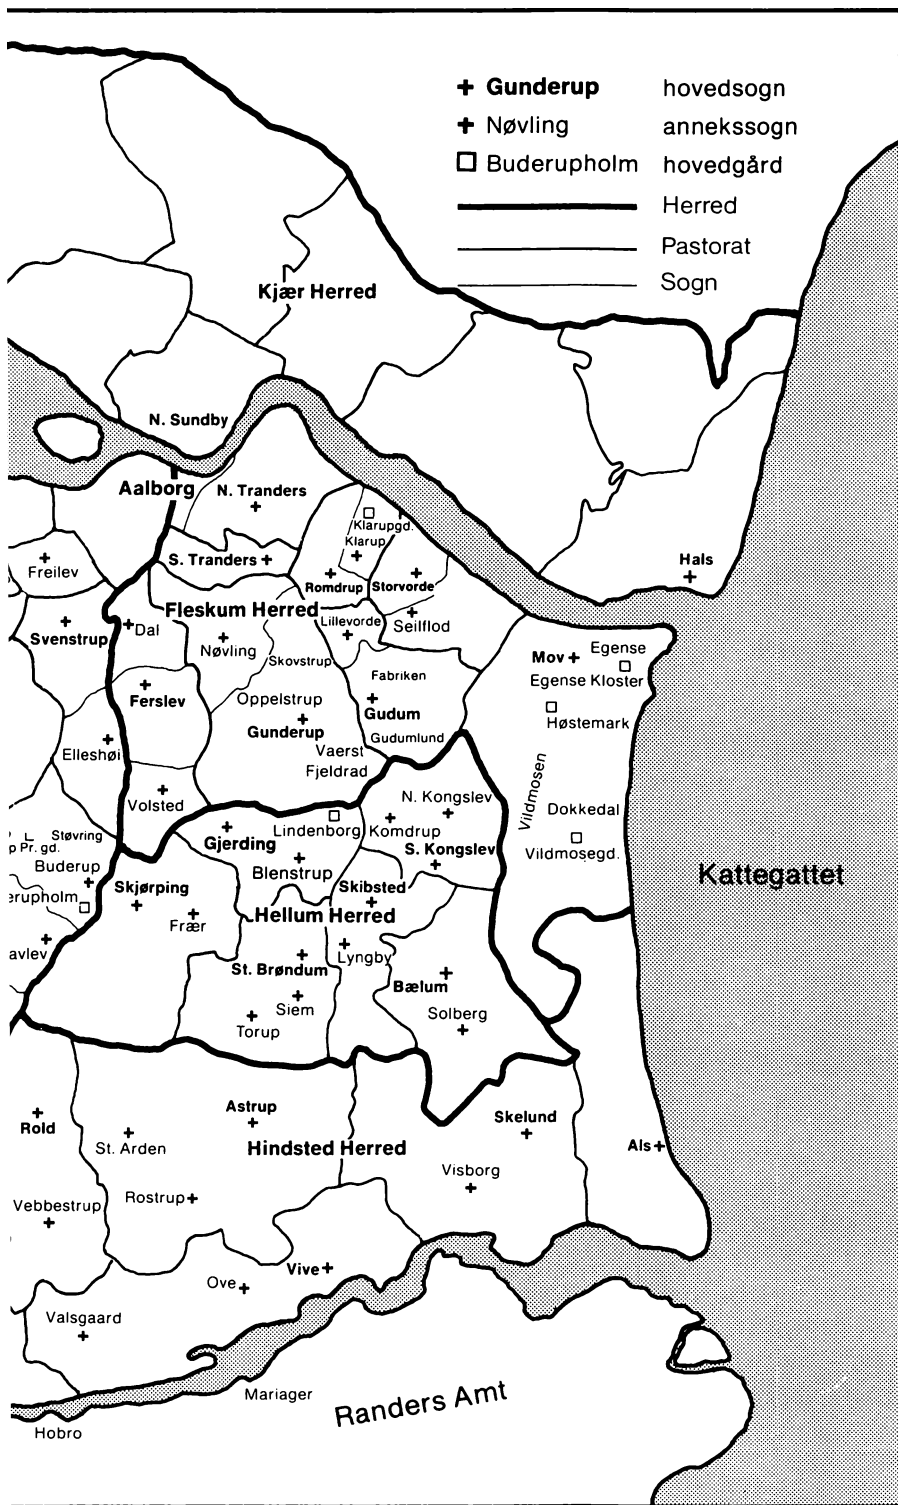 Gunderup hovedsogn
Nøvling annekssogn
Buderupholm hovedgård
Herred
Pastorat
Sogn
Kjær Herred
N. Sundby
Aalborg
N. Tranders
Klarupgd.
Klarup
S. Tranders
Freilev
Romdrup
Storvorde
Hals
Fleskum Herred
Lillevorde
Seilflod
Svenstrup
Dal
Nøvling
Skovstrup
Mov
Egense
Egense Kloster
Fabriken
Ferslev
Oppelstrup
Gudum
Høstemark
Gunderup
Gudumlund
Elleshøi
Vaerst
Fjeldrad
Vildmosen
Volsted
N. Kongslev
Dokkedal
Lindenborg
Komdrup
Støvring
p Pr. gd.
Gjerding
S. Kongslev
Vildmosegd.
Buderup
Blenstrup
Kattegattet
Skjørping
Skibsted
erupholm
Hellum Herred
Frær
avlev
Lyngby
St. Brøndum
Bælum
Siem
Solberg
Torup
Astrup
Skelund
Rold
St. Arden
Hindsted Herred
Als
Visborg
Rostrup
Vebbestrup
Vive
Ove
Valsgaard
Mariager
Randers Amt
Hobro